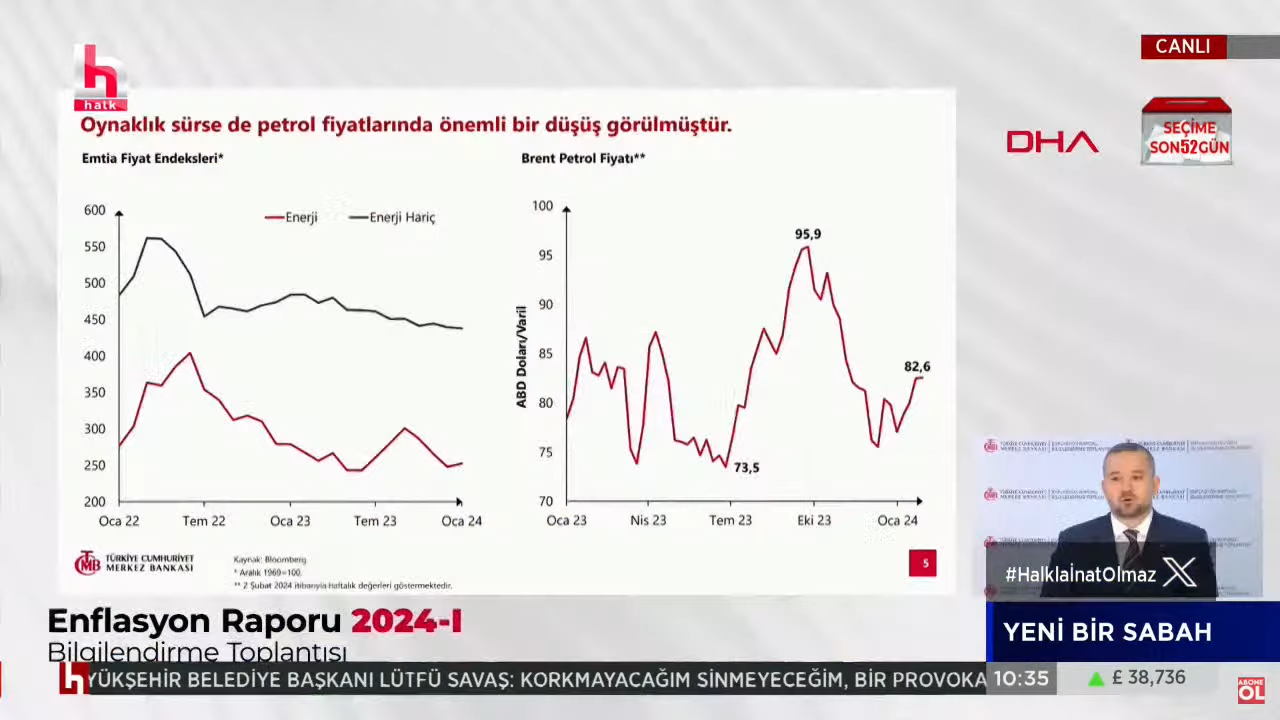 halk
CANLI
DHA
SEÇİME
SON52GÜN
Oynaklık sürse de petrol fiyatlarında önemli bir düşüş görülmüştür.
Emtia Fiyat Endeksleri*
Enerji
Enerji Hariç
600
550
500
450
400
350
300
250
200
Oca 22 Tem 22 Oca 23 Tem 23 Oca 24
Brent Petrol Fiyatı**
ABD Doları/Varil
100
95
90
85
80
75
70
95,9
82,6
73,5
Oca 23 Nis 23 Tem 23 Eki 23 Oca 24
TÜRKİYE CUMHURİYET
MERKEZ BANKASI
Kaynak: Bloomberg
* Aralık 1969=100.
** 2 Şubat 2024 itibarıyla haftalık değerleri göstermektedir.
5
#HalklaİnatOlmaz X
YENİ BİR SABAH
Enflasyon Raporu 2024-I
Bilgilendirme Toplantısı
YÜKŞEHİR BELEDİYE BAŞKANI LÜTFÜ SAVAŞ: KORKMAYACAĞIM SİNMEYECEĞİM, BİR PROVOKA
10:35
£ 38,736
ABONE
OL